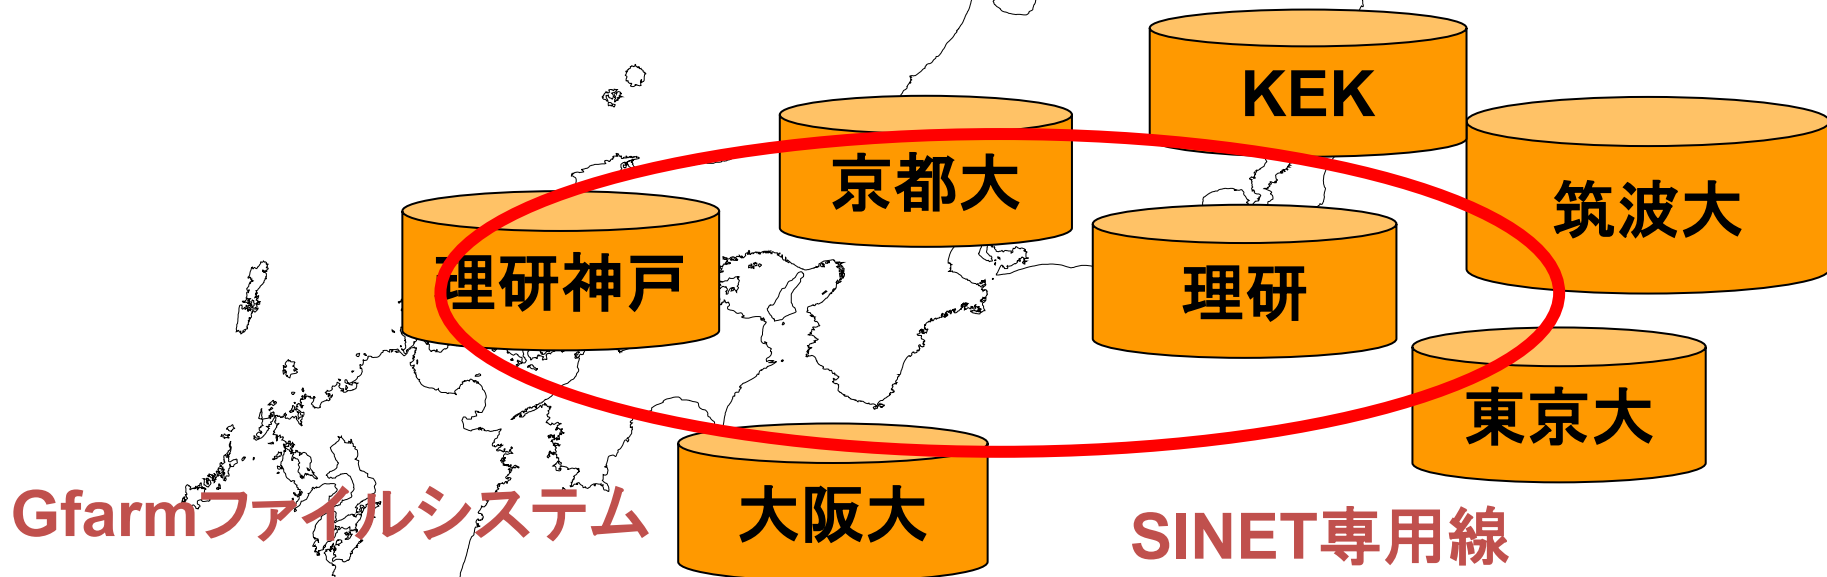 KEK
京都大
筑波大
理研神戸
理研
東京大
大阪大
Gfarmファイルシステム
SINET専用線